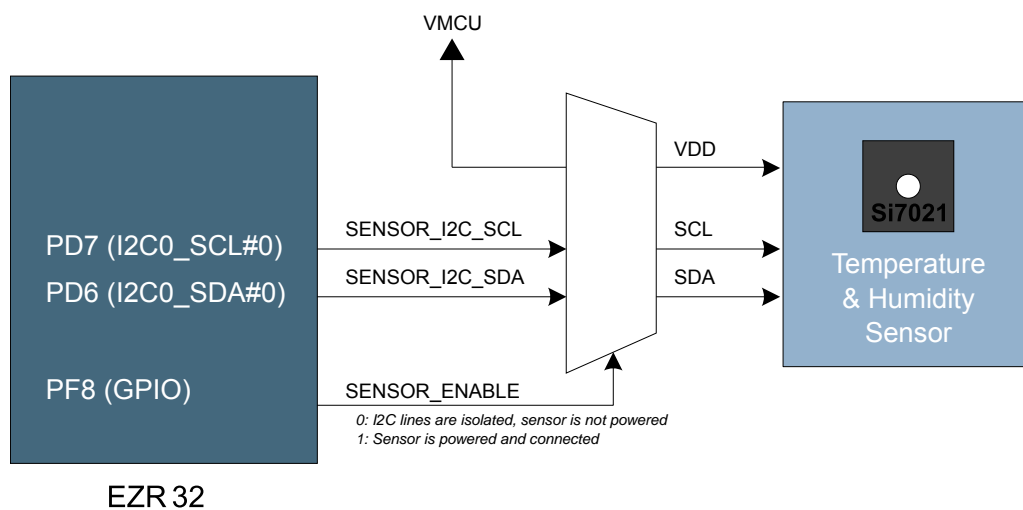 VMCU
VDD
Si7021
PD7 (I2C0_SCL#0)
SENSOR_I2C_SCL
SCL
PD6 (I2C0_SDA#0)
SENSOR_I2C_SDA
SDA
Temperature
& Humidity
Sensor
PF8 (GPIO)
SENSOR_ENABLE
0: I2C lines are isolated, sensor is not powered
1: Sensor is powered and connected
EZR 32